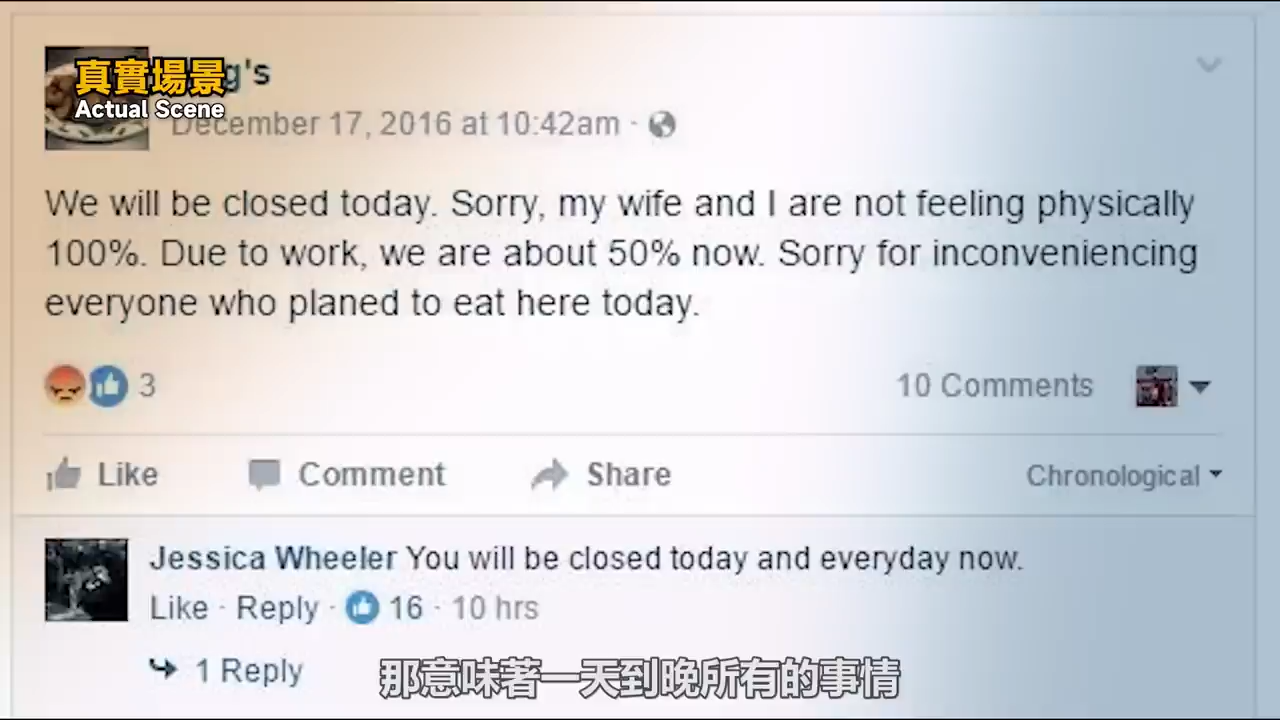 真實場景
g's
Actual Scene
December 17, 2016 at 10:42am ·
We will be closed today. Sorry, my wife and I are not feeling physically
100%. Due to work, we are about 50% now. Sorry for inconveniencing
everyone who planed to eat here today.
3
10 Comments
Like
Comment
Share
Chronological
Jessica Wheeler You will be closed today and everyday now.
Like · Reply · 16 · 10 hrs
1 Reply
那意味著一天到晚所有的事情